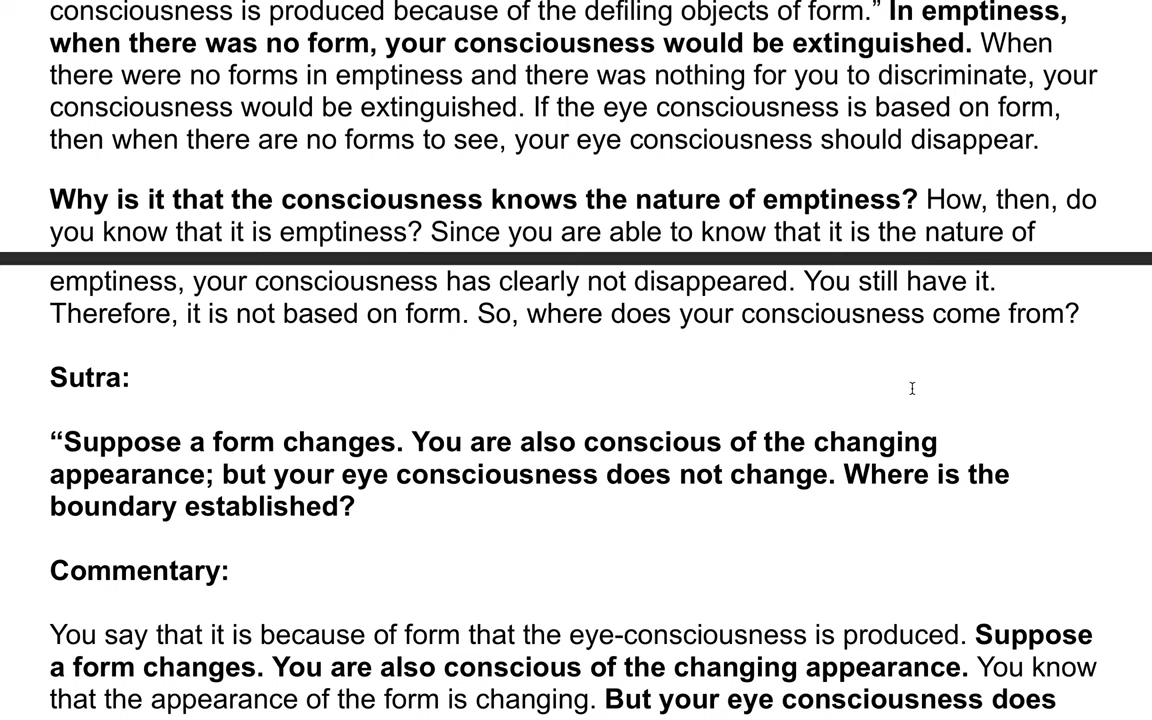 consciousness is produced because of the defiling objects of form.” In emptiness,
when there was no form, your consciousness would be extinguished. When
there were no forms in emptiness and there was nothing for you to discriminate, your
consciousness would be extinguished. If the eye consciousness is based on form,
then when there are no forms to see, your eye consciousness should disappear.
Why is it that the consciousness knows the nature of emptiness? How, then, do
you know that it is emptiness? Since you are able to know that it is the nature of
emptiness, your consciousness has clearly not disappeared. You still have it.
Therefore, it is not based on form. So, where does your consciousness come from?
Sutra:
“Suppose a form changes. You are also conscious of the changing
appearance; but your eye consciousness does not change. Where is the
boundary established?
Commentary:
You say that it is because of form that the eye-consciousness is produced. Suppose
a form changes. You are also conscious of the changing appearance. You know
that the appearance of the form is changing. But your eye consciousness does